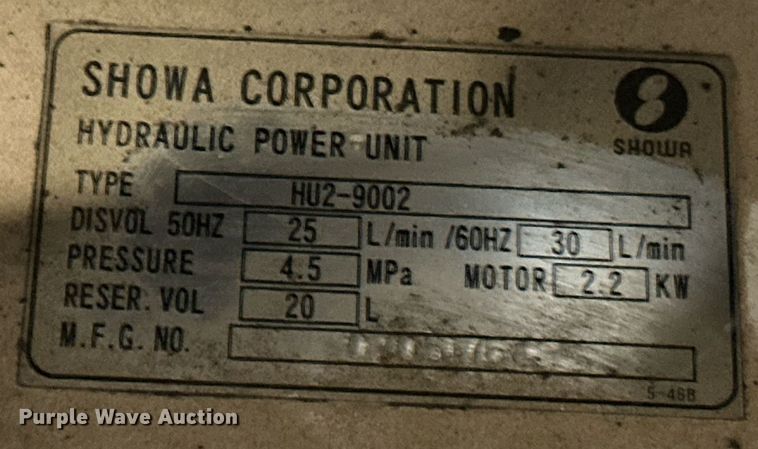 SHOWA CORPORATION
SHOWA
HYDRAULIC POWER UNIT
TYPE HU2-9002
DISVOL 50HZ 25 L/min /60HZ 30 L/min
PRESSURE 4.5 MPa MOTOR 2.2 KW
RESER. VOL 20 L
M.F.G. NO.
S-46B
Purple Wave Auction